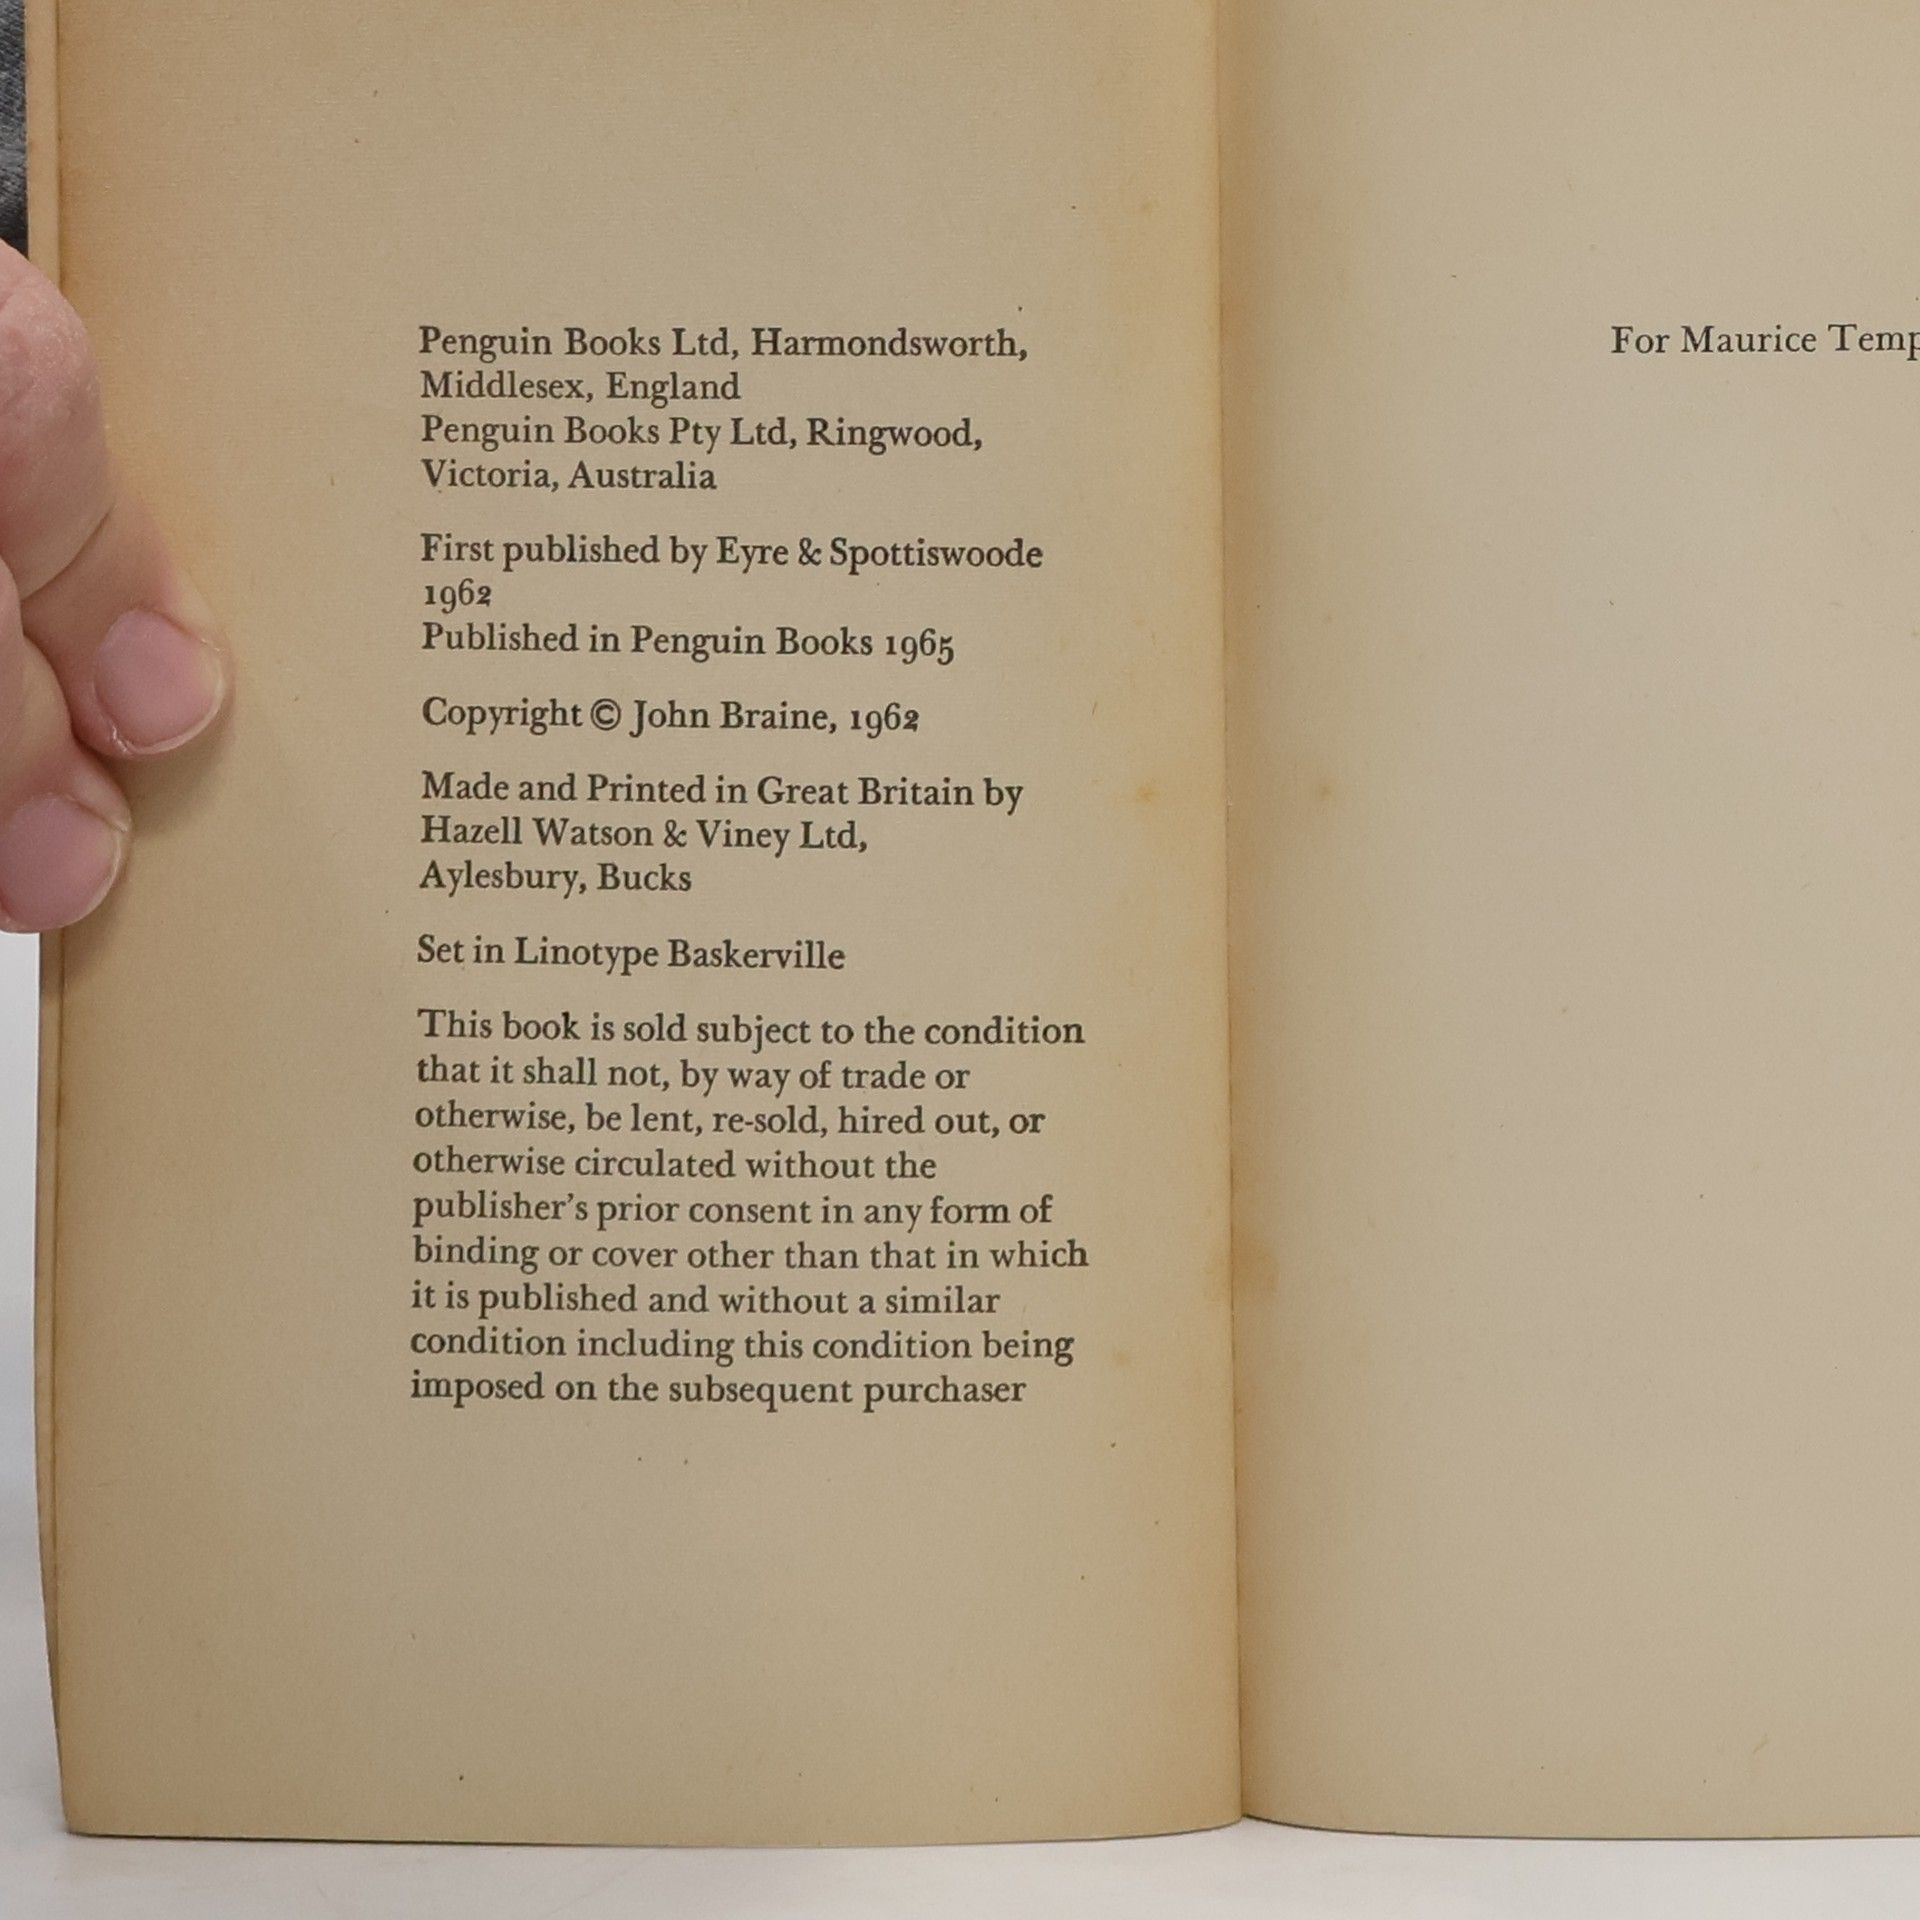 Penguin Books Ltd, Harmondsworth,
Middlesex, England
Penguin Books Pty Ltd, Ringwood,
Victoria, Australia
First published by Eyre & Spottiswoode
1962
Published in Penguin Books 1965
Copyright © John Braine, 1962
Made and Printed in Great Britain by
Hazell Watson & Viney Ltd,
Aylesbury, Bucks
Set in Linotype Baskerville
This book is sold subject to the condition
that it shall not, by way of trade or
otherwise, be lent, re-sold, hired out, or
otherwise circulated without the
publisher's prior consent in any form of
binding or cover other than that in which
it is published and without a similar
condition including this condition being
imposed on the subsequent purchaser
For Maurice